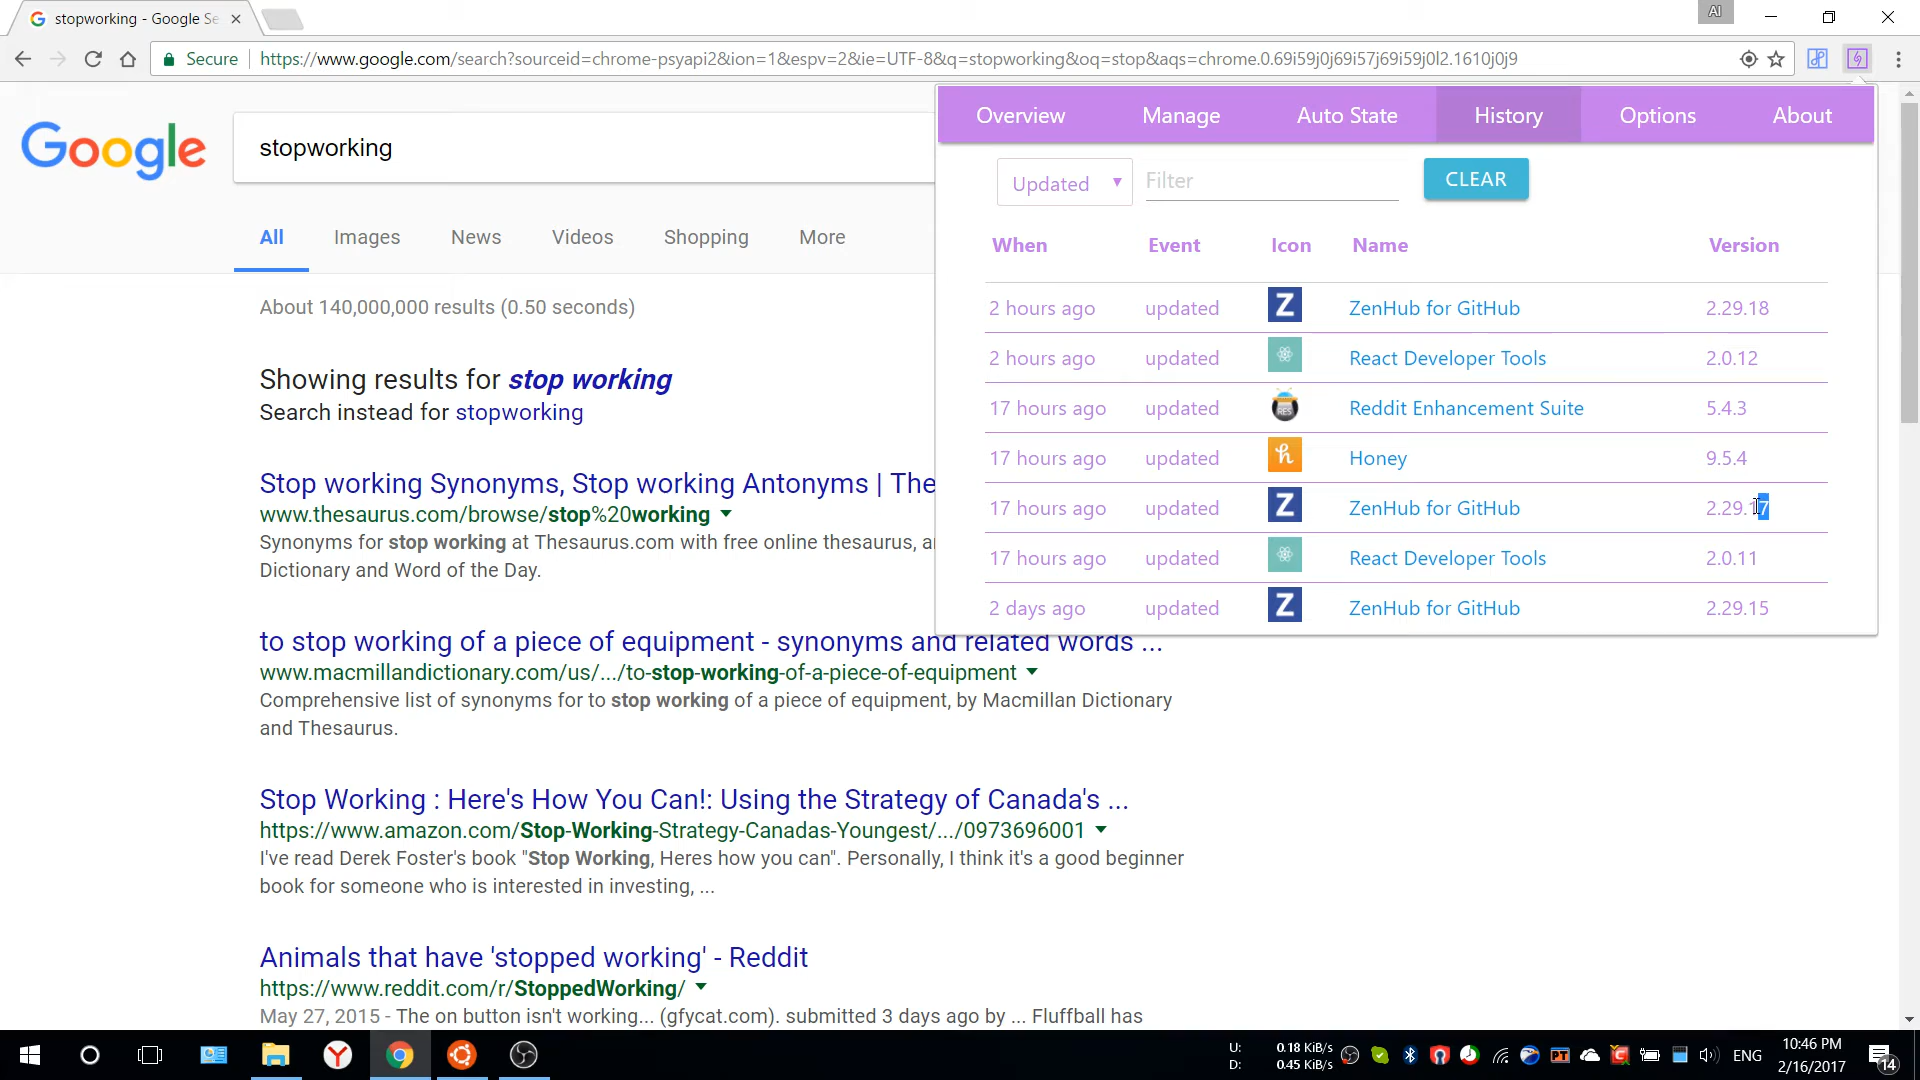 stopworking - Google Se
AI
Secure
https://www.google.com/search?sourceid=chrome-psyapi2&ion=1&espv=2&ie=UTF-8&q=stopworking&oq=stop&aqs=chrome.0.69i59j0j69i57j69i59j0l2.1610j0j9
Google
stopworking
All Images News Videos Shopping More
About 140,000,000 results (0.50 seconds)
Showing results for stop working
Search instead for stopworking
Stop working Synonyms, Stop working Antonyms | The
www.thesaurus.com/browse/stop%20working
Synonyms for stop working at Thesaurus.com with free online thesaurus,
Dictionary and Word of the Day.
to stop working of a piece of equipment - synonyms and related words ...
www.macmillandictionary.com/us/.../to-stop-working-of-a-piece-of-equipment
Comprehensive list of synonyms for to stop working of a piece of equipment, by Macmillan Dictionary
and Thesaurus.
Stop Working : Here's How You Can!: Using the Strategy of Canada's ...
https://www.amazon.com/Stop-Working-Strategy-Canadas-Youngest/.../0973696001
I've read Derek Foster's book "Stop Working, Heres how you can". Personally, I think it's a good beginner
book for someone who is interested in investing, ...
Animals that have 'stopped working' - Reddit
https://www.reddit.com/r/StoppedWorking/
May 27, 2015 - The on button isn't working... (gfycat.com). submitted 3 days ago by ... Fluffball has
Overview Manage Auto State History Options About
Updated Filter CLEAR
When Event Icon Name Version
2 hours ago updated Z ZenHub for GitHub 2.29.18
2 hours ago updated React Developer Tools 2.0.12
17 hours ago updated RES Reddit Enhancement Suite 5.4.3
17 hours ago updated h Honey 9.5.4
17 hours ago updated Z ZenHub for GitHub 2.29.17
17 hours ago updated React Developer Tools 2.0.11
2 days ago updated Z ZenHub for GitHub 2.29.15
U: 0.18 KiB/s
D: 0.45 KiB/s
PT
ENG
10:46 PM
2/16/2017
14